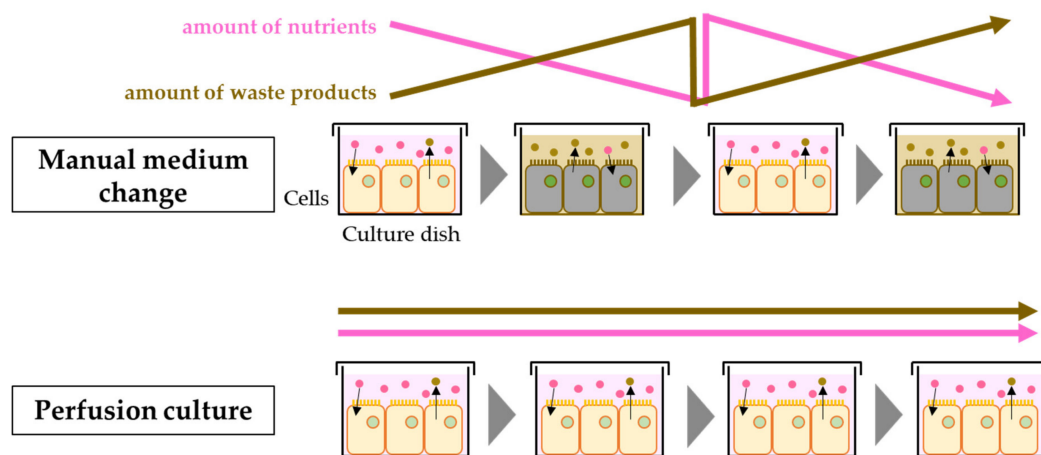 amount of nutrients
amount of waste products
Manual medium
change
Cells
Culture dish
Perfusion culture